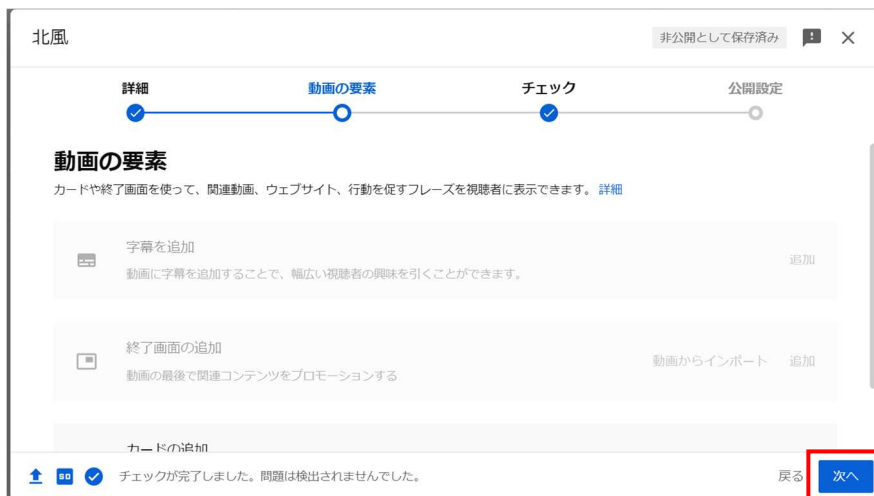 北風
非公開として保存済み
詳細 動画の要素 チェック 公開設定
動画の要素
カードや終了画面を使って、関連動画、ウェブサイト、行動を促すフレーズを視聴者に表示できます。 詳細
字幕を追加
動画に字幕を追加することで、幅広い視聴者の興味を引くことができます。
追加
終了画面の追加
動画の最後で関連コンテンツをプロモーションする
動画からインポート 追加
カードの追加
SD チェックが完了しました。問題は検出されませんでした。
戻る 次へ